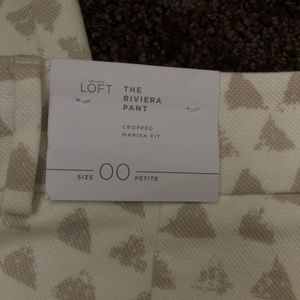 ANN TAYLOR
LOFT
THE
RIVIERA
PANT
CROPPED
MARISA FIT
SIZE 00 PETITE